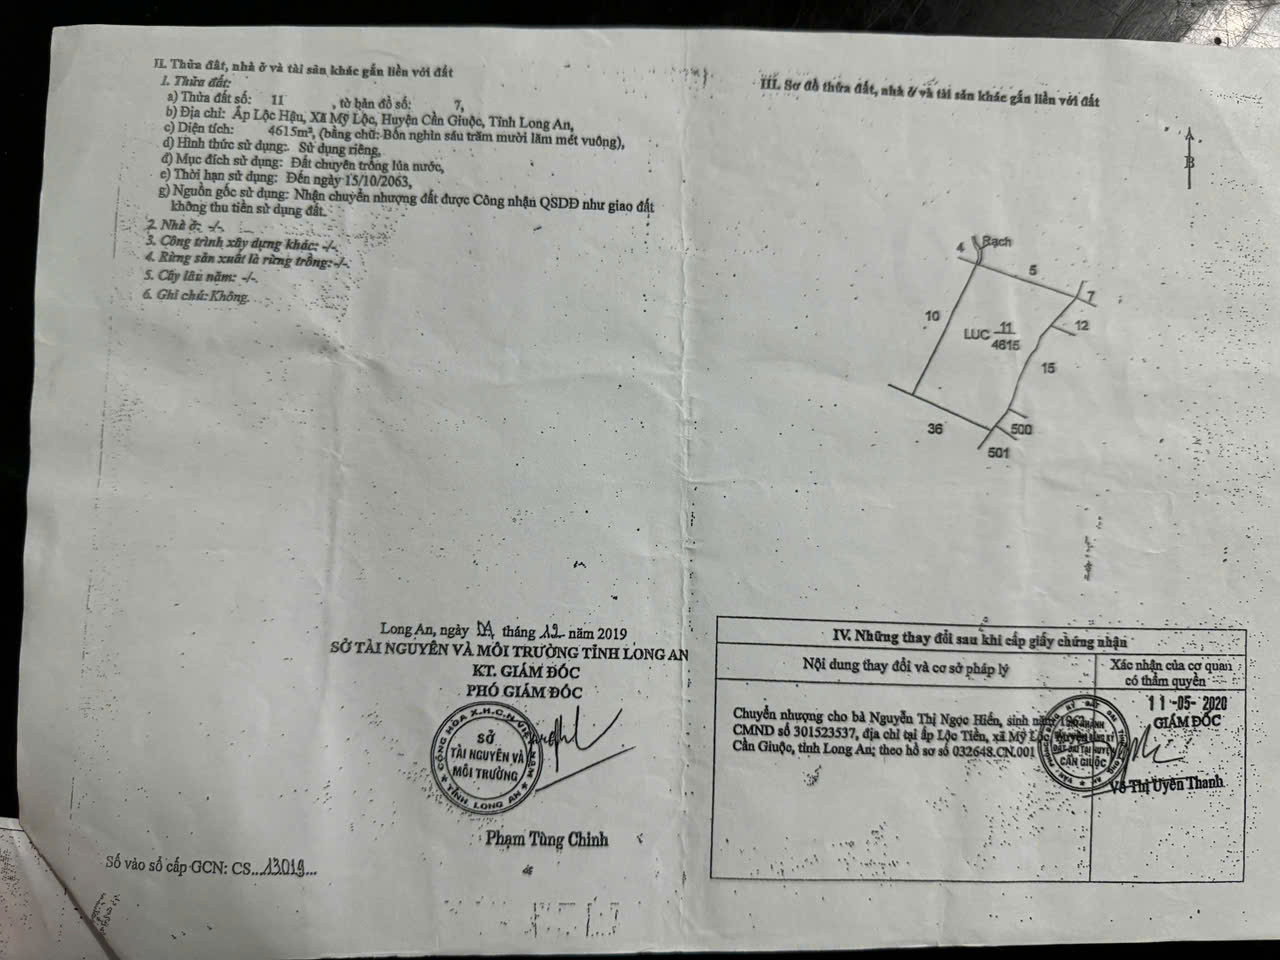 II. Thửa đất, nhà ở và tài sản khác gắn liền với đất
1. Thửa đất:
a) Thửa đất số: 11 , tờ bản đồ số: 7,
b) Địa chỉ: Ấp Lộc Hậu, Xã Mỹ Lộc, Huyện Cần Giuộc, Tỉnh Long An,
c) Diện tích: 4615m², (bằng chữ: Bốn nghìn sáu trăm mười lăm mét vuông),
d) Hình thức sử dụng: Sử dụng riêng,
đ) Mục đích sử dụng: Đất chuyên trồng lúa nước,
e) Thời hạn sử dụng: Đến ngày 15/10/2063,
g) Nguồn gốc sử dụng: Nhận chuyển nhượng đất được Công nhận QSDĐ như giao đất
không thu tiền sử dụng đất.
2. Nhà ở: -/-.
3. Công trình xây dựng khác: -/-.
4. Rừng sản xuất là rừng trồng: -/-.
5. Cây lâu năm: -/-.
6. Ghi chú: Không.
Long An, ngày tháng 12 năm 2019
SỞ TÀI NGUYÊN VÀ MÔI TRƯỜNG TỈNH LONG AN
KT. GIÁM ĐỐC
PHÓ GIÁM ĐỐC
CỘNG HÒA X.H.C.N VIỆT NAM
SỞ
TÀI NGUYÊN VÀ
MÔI TRƯỜNG
TỈNH LONG AN
Phạm Tùng Chinh
Số vào sổ cấp GCN: CS...13019...
III. Sơ đồ thửa đất, nhà ở và tài sản khác gắn liền với đất
B
4 Rạch
5
7
10
12
LUC 11
4615
15
36
500
501
IV. Những thay đổi sau khi cấp giấy chứng nhận
Nội dung thay đổi và cơ sở pháp lý
Xác nhận của cơ quan
có thẩm quyền
Chuyển nhượng cho bà Nguyễn Thị Ngọc Hiền, sinh năm 1962,
CMND số 301523537, địa chỉ tại ấp Lộc Tiền, xã Mỹ Lộc,
Cần Giuộc, tỉnh Long An; theo hồ sơ số 032648.CN.001
11-05-2020
GIÁM ĐỐC
CẦN GIUỘC
Võ Thị Uyên Thanh